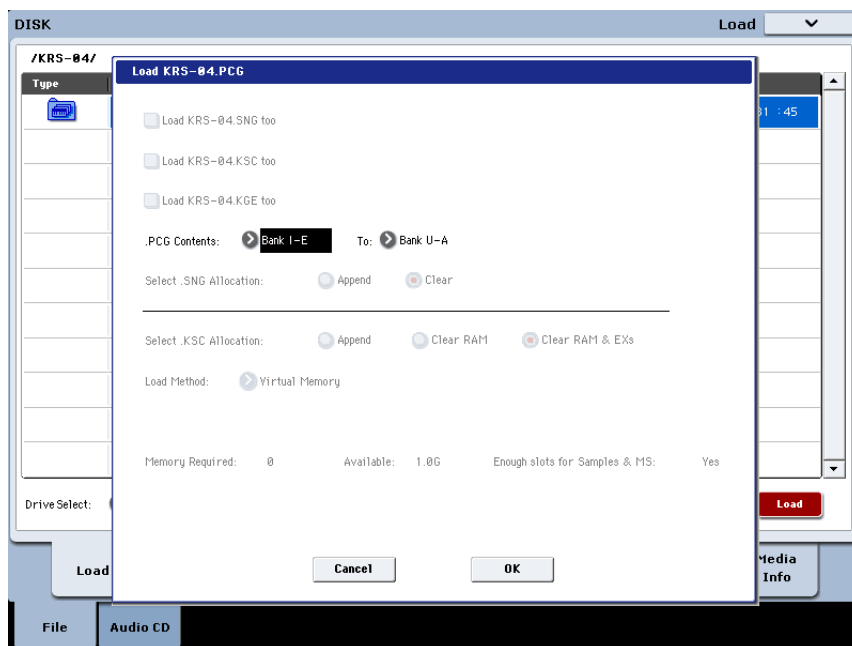 DISK
Load
/KRS-04/
Load KRS-04.PCG
Type
Load KRS-04.SNG too
Load KRS-04.KSC too
Load KRS-04.KGE too
.PCG Contents: Bank I-E To: Bank U-A
Select .SNG Allocation: Append Clear
Select .KSC Allocation: Append Clear RAM Clear RAM & EXs
Load Method: Virtual Memory
Memory Required: 0 Available: 1.0G Enough slots for Samples & MS: Yes
Drive Select:
Load
Cancel OK
Load
Media
Info
File Audio CD